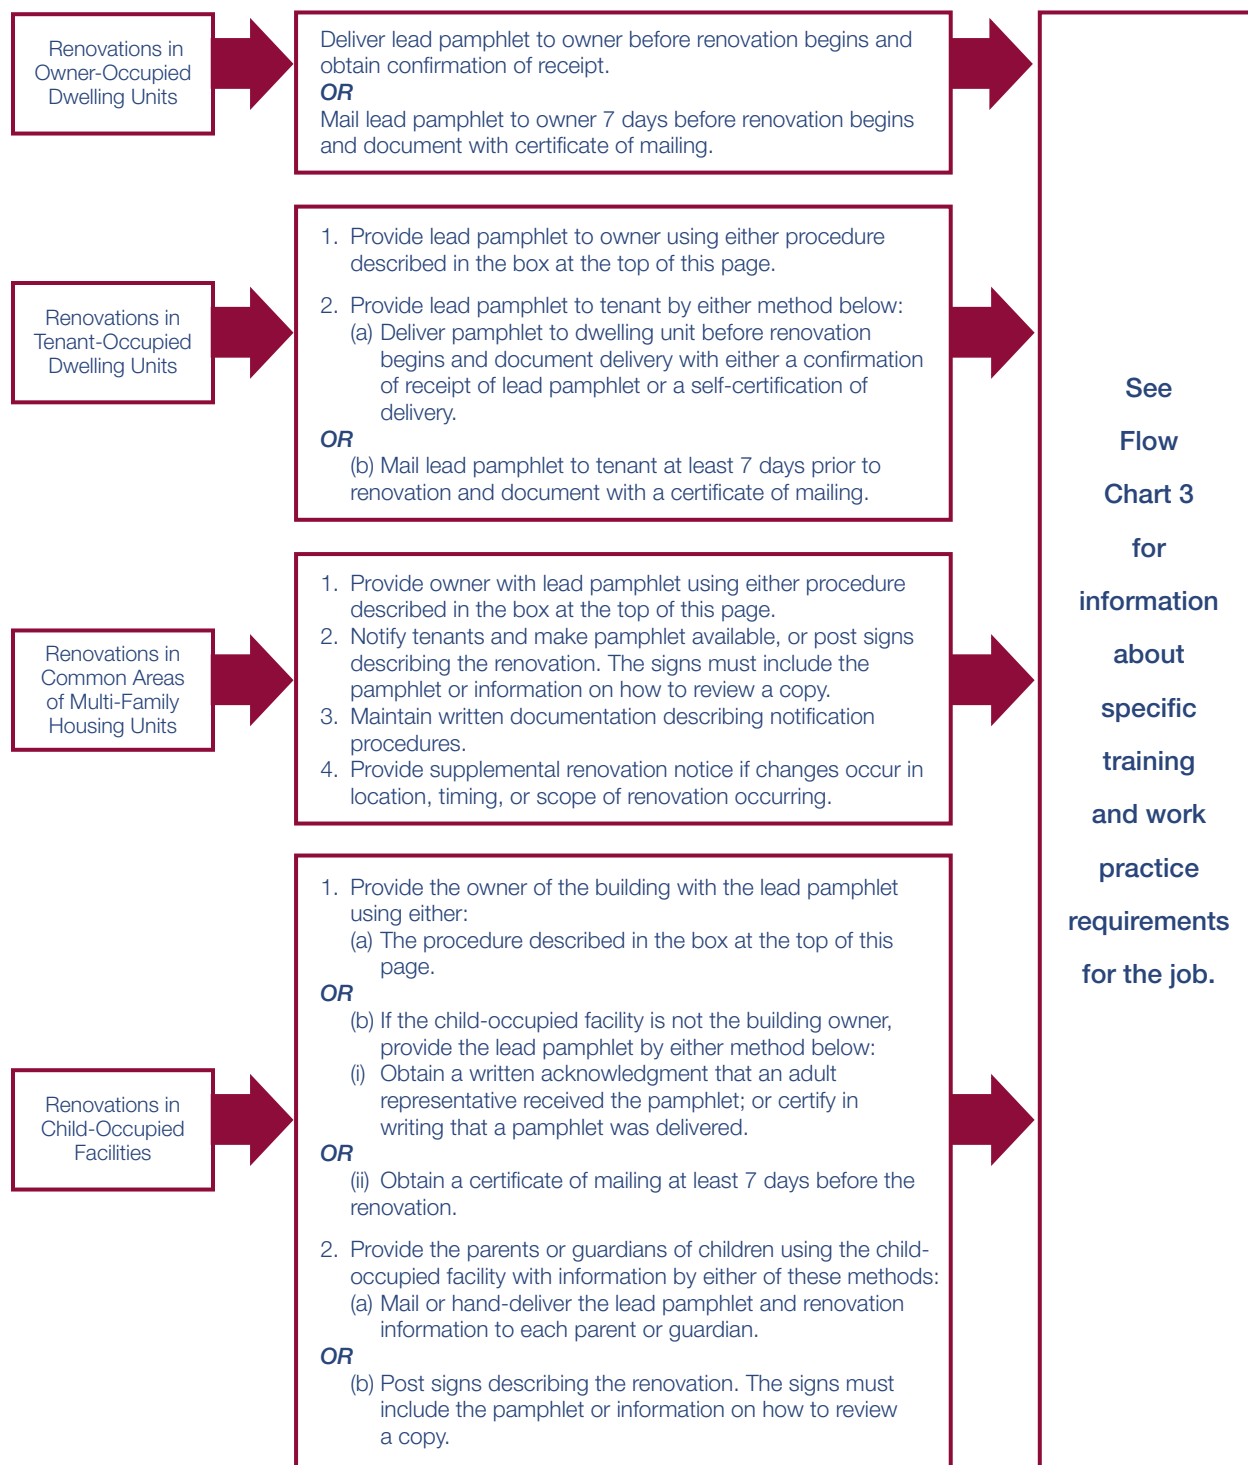 Renovations in
Owner-Occupied
Dwelling Units
Deliver lead pamphlet to owner before renovation begins and
obtain confirmation of receipt.
OR
Mail lead pamphlet to owner 7 days before renovation begins
and document with certificate of mailing.
Renovations in
Tenant-Occupied
Dwelling Units
1. Provide lead pamphlet to owner using either procedure
described in the box at the top of this page.
2. Provide lead pamphlet to tenant by either method below:
(a) Deliver pamphlet to dwelling unit before renovation
begins and document delivery with either a confirmation
of receipt of lead pamphlet or a self-certification of
delivery.
OR
(b) Mail lead pamphlet to tenant at least 7 days prior to
renovation and document with a certificate of mailing.
Renovations in
Common Areas
of Multi-Family
Housing Units
1. Provide owner with lead pamphlet using either procedure
described in the box at the top of this page.
2. Notify tenants and make pamphlet available, or post signs
describing the renovation. The signs must include the
pamphlet or information on how to review a copy.
3. Maintain written documentation describing notification
procedures.
4. Provide supplemental renovation notice if changes occur in
location, timing, or scope of renovation occurring.
Renovations in
Child-Occupied
Facilities
1. Provide the owner of the building with the lead pamphlet
using either:
(a) The procedure described in the box at the top of this
page.
OR
(b) If the child-occupied facility is not the building owner,
provide the lead pamphlet by either method below:
(i) Obtain a written acknowledgment that an adult
representative received the pamphlet; or certify in
writing that a pamphlet was delivered.
OR
(ii) Obtain a certificate of mailing at least 7 days before the
renovation.
2. Provide the parents or guardians of children using the child-
occupied facility with information by either of these methods:
(a) Mail or hand-deliver the lead pamphlet and renovation
information to each parent or guardian.
OR
(b) Post signs describing the renovation. The signs must
include the pamphlet or information on how to review
a copy.
See
Flow
Chart 3
for
information
about
specific
training
and work
practice
requirements
for the job.